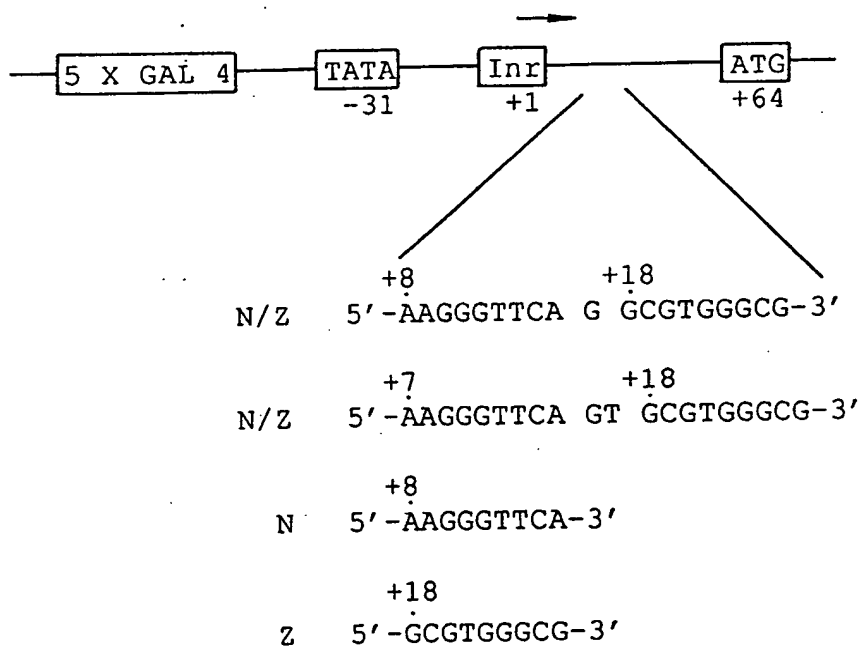 5 X GAL 4 TATA Inr ATG
-31 +1 +64
+8 +18
N/Z 5'-AAGGGTTCA G GCGTGGGCG-3'
+7 +18
N/Z 5'-AAGGGTTCA GT GCGTGGGCG-3'
+8
N 5'-AAGGGTTCA-3'
+18
Z 5'-GCGTGGGCG-3'